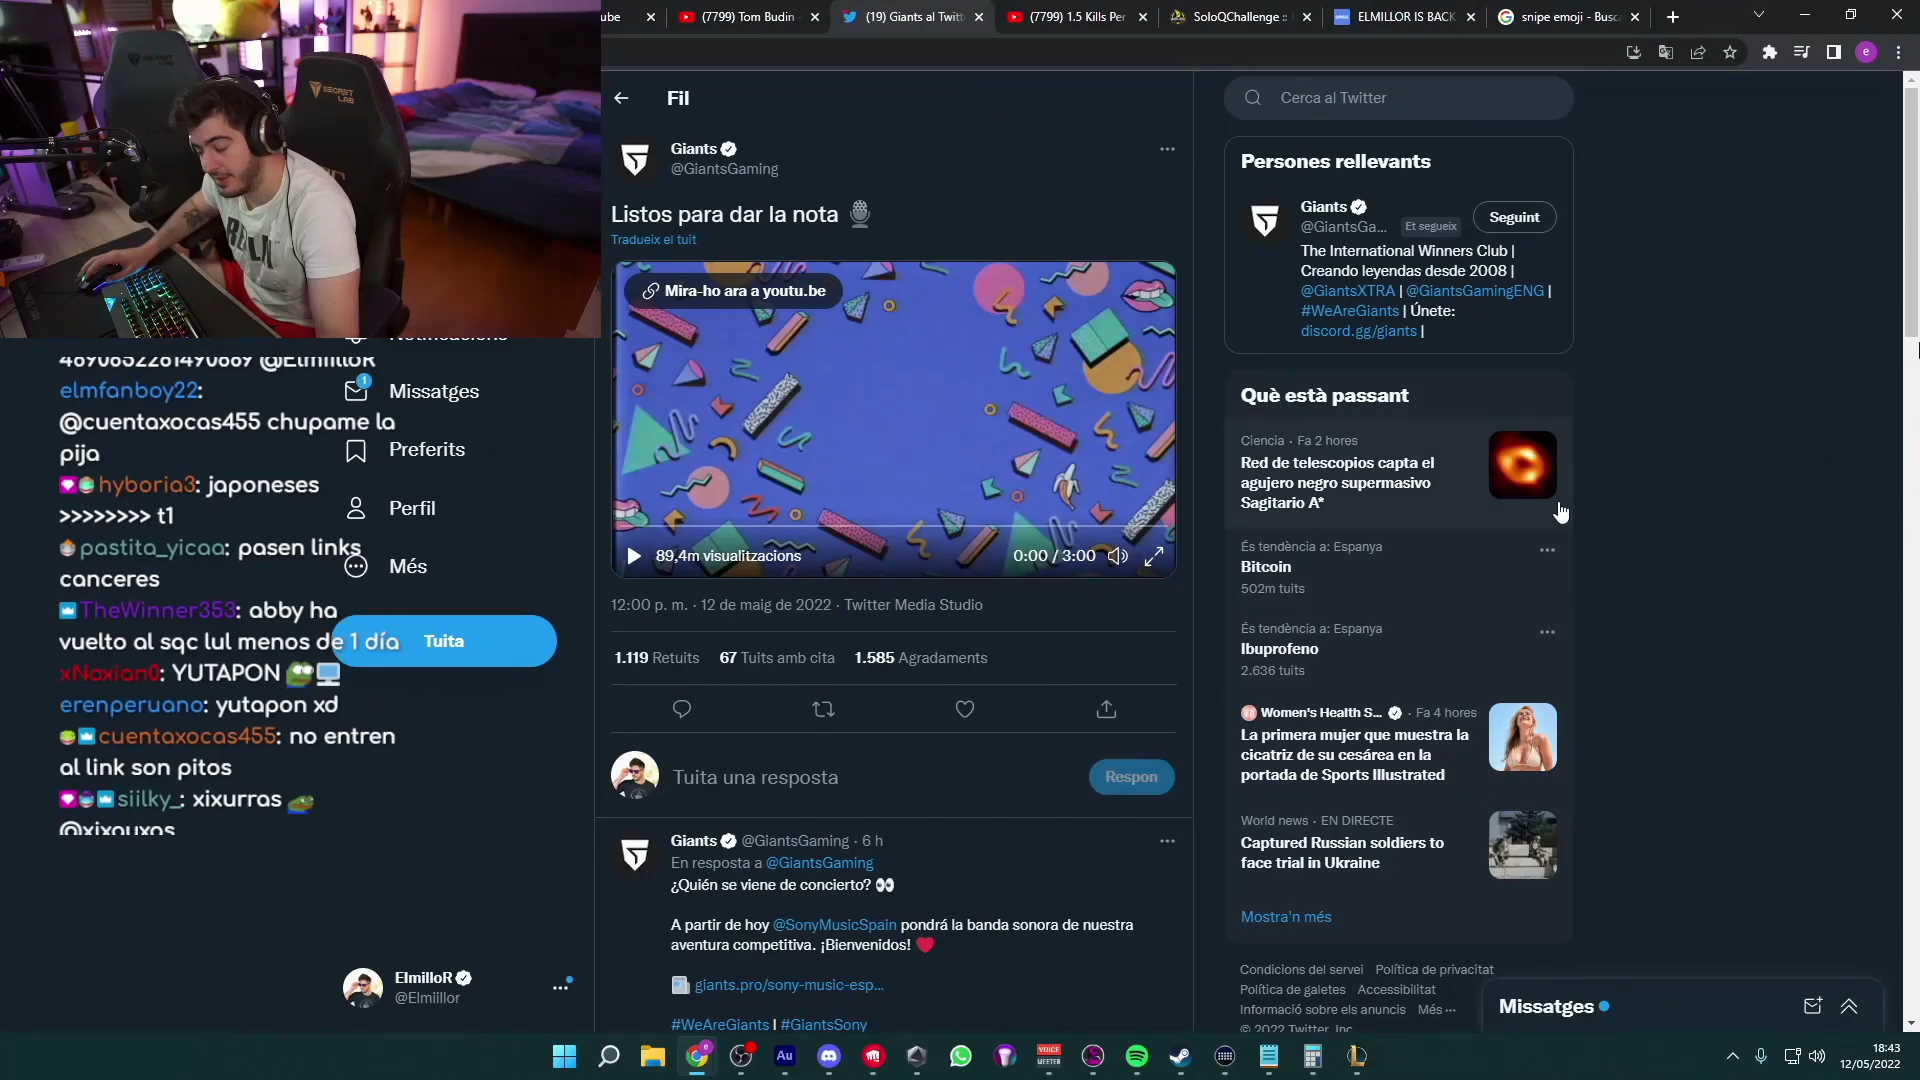 ube
(7799) Tom Budin -
(19) Giants al Twitt
(7799) 1.5 Kills Per
SoloQChallenge ::
ELMILLOR IS BACK
snipe emoji - Busca
e
SECRET LAB
Fil
Cerca al Twitter
Giants
@GiantsGaming
Listos para dar la nota
Tradueix el tuit
Mira-ho ara a youtu.be
89,4m visualitzacions
0:00 / 3:00
12:00 p. m. · 12 de maig de 2022 · Twitter Media Studio
1.119 Retuits 67 Tuits amb cita 1.585 Agradaments
Tuita una resposta
Respon
Giants @GiantsGaming · 6 h
En resposta a @GiantsGaming
¿Quién se viene de concierto?
A partir de hoy @SonyMusicSpain pondrá la banda sonora de nuestra
aventura competitiva. ¡Bienvenidos!
giants.pro/sony-music-esp...
#WeAreGiants | #GiantsSony
Persones rellevants
Giants
@GiantsGa... Et segueix
Seguint
The International Winners Club |
Creando leyendas desde 2008 |
@GiantsXTRA | @GiantsGamingENG |
#WeAreGiants | Únete:
discord.gg/giants |
Què està passant
Ciencia · Fa 2 hores
Red de telescopios capta el
agujero negro supermasivo
Sagitario A*
És tendència a: Espanya
Bitcoin
502m tuits
És tendència a: Espanya
Ibuprofeno
2.636 tuits
Women's Health S... · Fa 4 hores
La primera mujer que muestra la
cicatriz de su cesárea en la
portada de Sports Illustrated
World news · EN DIRECTE
Captured Russian soldiers to
face trial in Ukraine
Mostra'n més
Condicions del servei Política de privacitat
Política de galetes Accessibilitat
Informació sobre els anuncis Més ···
© 2022 Twitter, Inc.
Missatges
Notificacions
1
Missatges
Preferits
Perfil
Més
Tuita
ElmilloR
@Elmiillor
4690652261490669 @ElmilloR
elmfanboy22:
@cuentaxocas455 chupame la
pija
hyboria3: japoneses
>>>>>>>> t1
pastita_yicaa: pasen links
canceres
TheWinner353: abby ha
vuelto al sqc lul menos de 1 día
xNoxian0: YUTAPON
erenperuano: yutapon xd
cuentaxocas455: no entren
al link son pitos
siilky_: xixurras
@xixauxas
Au
VOICE
MEETER
18:43
12/05/2022